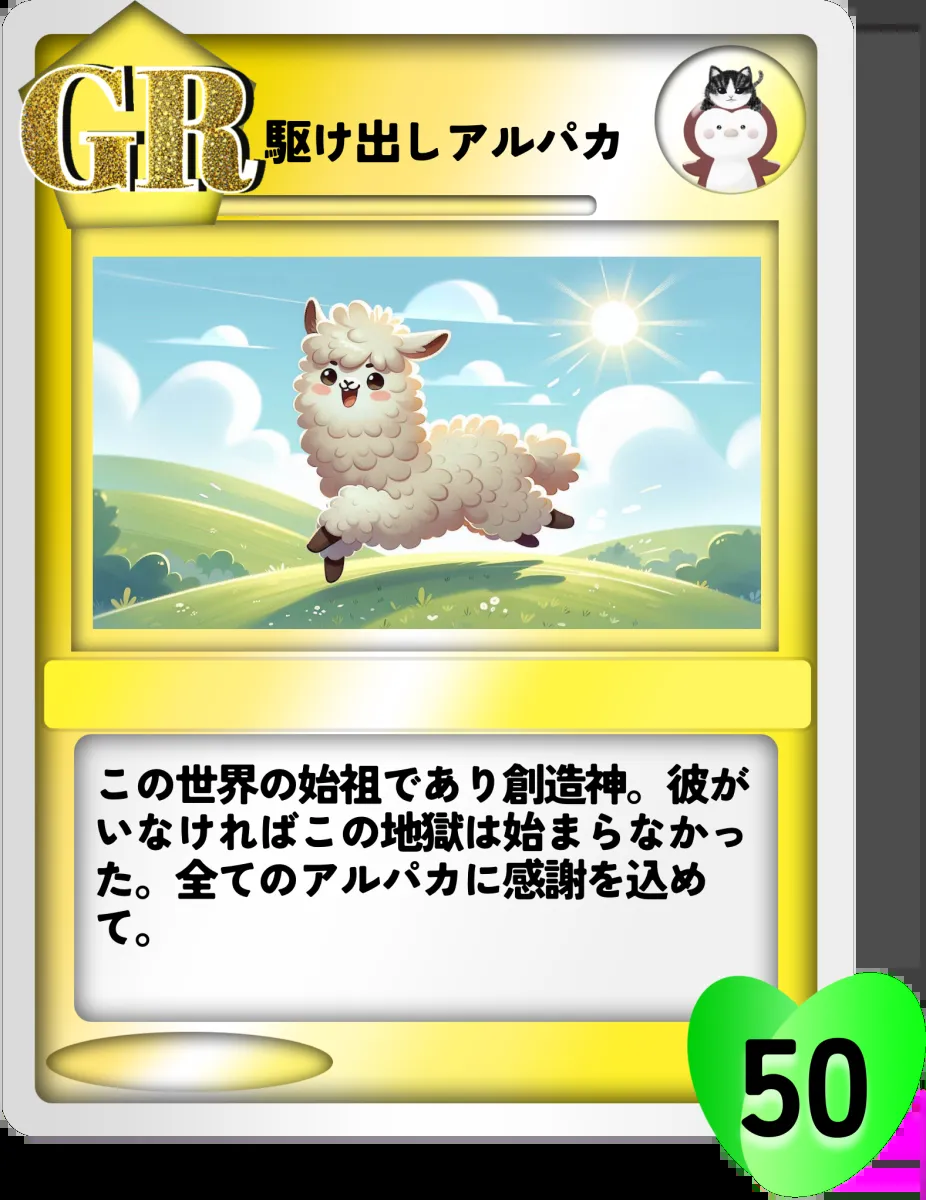 GR
駆け出しアルパカ
この世界の始祖であり創造神。彼が
いなければこの地獄は始まらなかっ
た。全てのアルパカに感謝を込め
て。
50